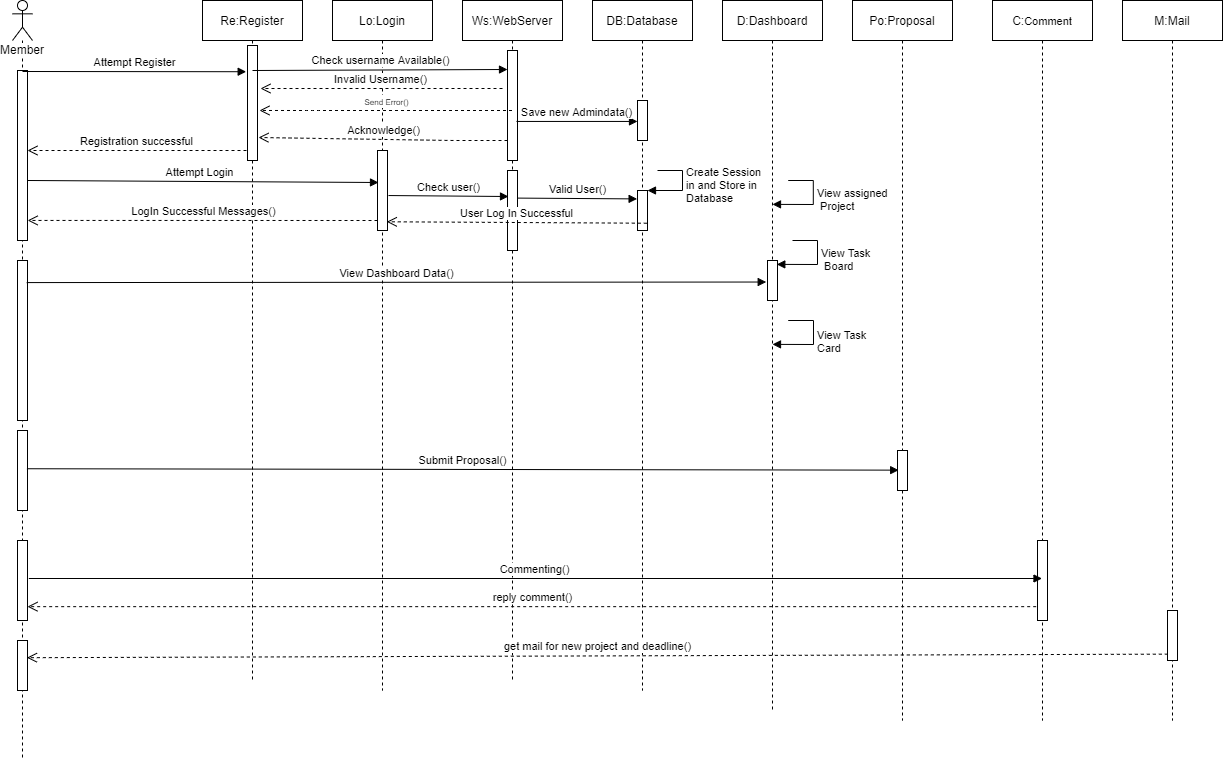 Re:Register
Lo:Login
Ws:WebServer
DB:Database
D:Dashboard
Po:Proposal
C:Comment
M:Mail
Member
Attempt Register
Check username Available()
Invalid Username()
Send Error()
Save new Admindata()
Acknowledge()
Registration successful
Attempt Login
Check user()
Valid User()
Create Session
in and Store in
Database
View assigned
Project
LogIn Successful Messages()
User Log In Successful
View Task
Board
View Dashboard Data()
View Task
Card
Submit Proposal()
Commenting()
reply comment()
get mail for new project and deadline()